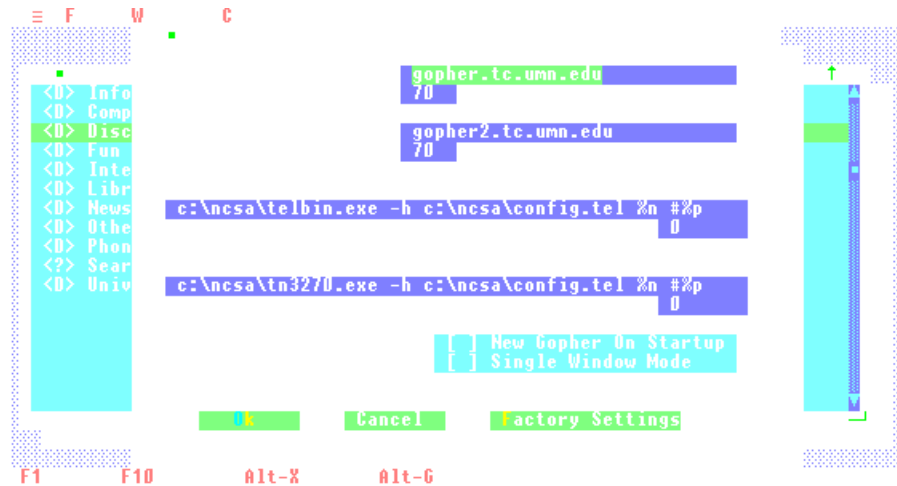 ≡ F W C
gopher.tc.umn.edu
70
<D> Info
<D> Comp
<D> Disc
gopher2.tc.umn.edu
<D> Fun
70
<D> Inte
<D> Libr
<D> News
c:\ncsa\telbin.exe -h c:\ncsa\config.tel %n #%p
<D> Othe
0
<D> Phon
<?> Sear
<D> Univ
c:\ncsa\tn3270.exe -h c:\ncsa\config.tel %n #%p
0
[ ] New Gopher On Startup
[ ] Single Window Mode
Ok Cancel Factory Settings
F1 F10 Alt-X Alt-G